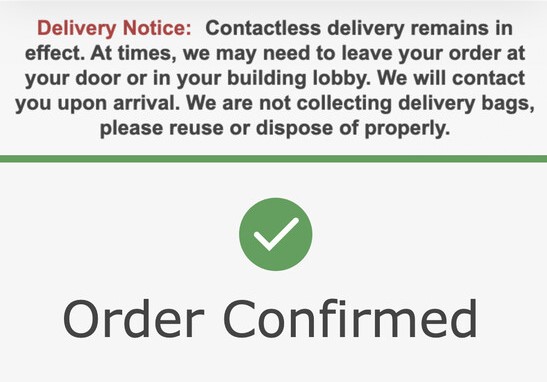 Delivery Notice: Contactless delivery remains in
effect. At times, we may need to leave your order at
your door or in your building lobby. We will contact
you upon arrival. We are not collecting delivery bags,
please reuse or dispose of properly.
Order Confirmed